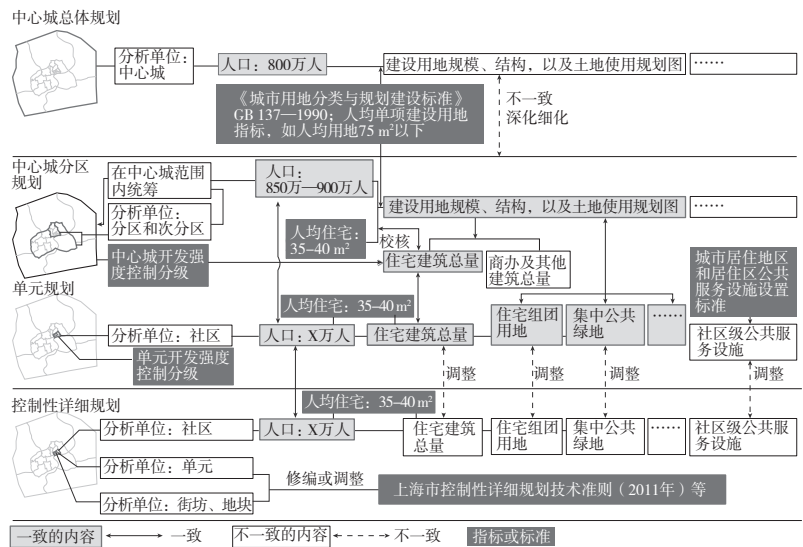 中心城总体规划
分析单位:
中心城
人口: 800万人
建设用地规模、结构, 以及土地使用规划图
……
《城市用地分类与规划建设标准》
GB 137—1990; 人均单项建设用地
指标, 如人均用地75 m²以下
不一致
深化细化
中心城分区
规划
在中心城范围
内统筹
人口:
850万—900万人
分析单位:
分区和次分区
建设用地规模、结构, 以及土地使用规划图
……
人均住宅:
35-40 m²
校核
中心城开发强
度控制分级
住宅建筑总量
商办及其他
建筑总量
城市居住地区
和居住区公共
服务设施设置
标准
单元规划
人均住宅: 35-40 m²
分析单位: 社区
人口: X万人
住宅建筑总量
住宅组团
用地
集中公共
绿地
……
社区级公共服
务设施
单元开发强度
控制分级
调整
调整
调整
调整
控制性详细规划
人均住宅: 35-40 m²
分析单位: 社区
人口: X万人
住宅建筑
总量
住宅组团
用地
集中公共
绿地
……
社区级公共服
务设施
分析单位: 单元
修编或调整
上海市控制性详细规划技术准则（2011年）等
分析单位: 街坊、地块
一致的内容
一致
不一致的内容
不一致
指标或标准